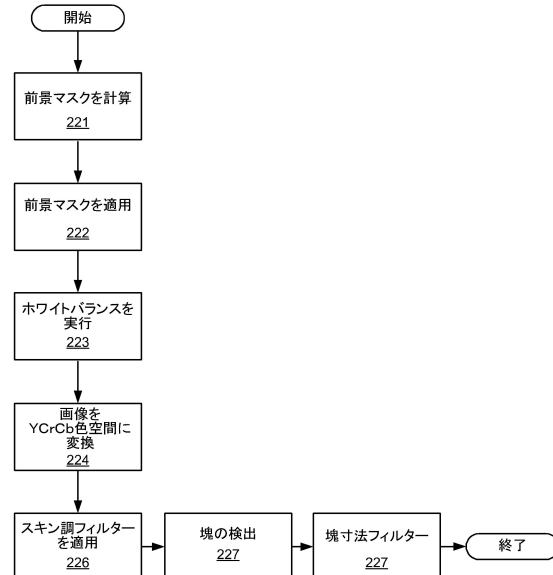 開始
前景マスクを計算
221
前景マスクを適用
222
ホワイトバランスを
実行
223
画像を
YCrCb色空間に
変換
224
スキン調フィルター
を適用
226
塊の検出
227
塊寸法フィルター
227
終了